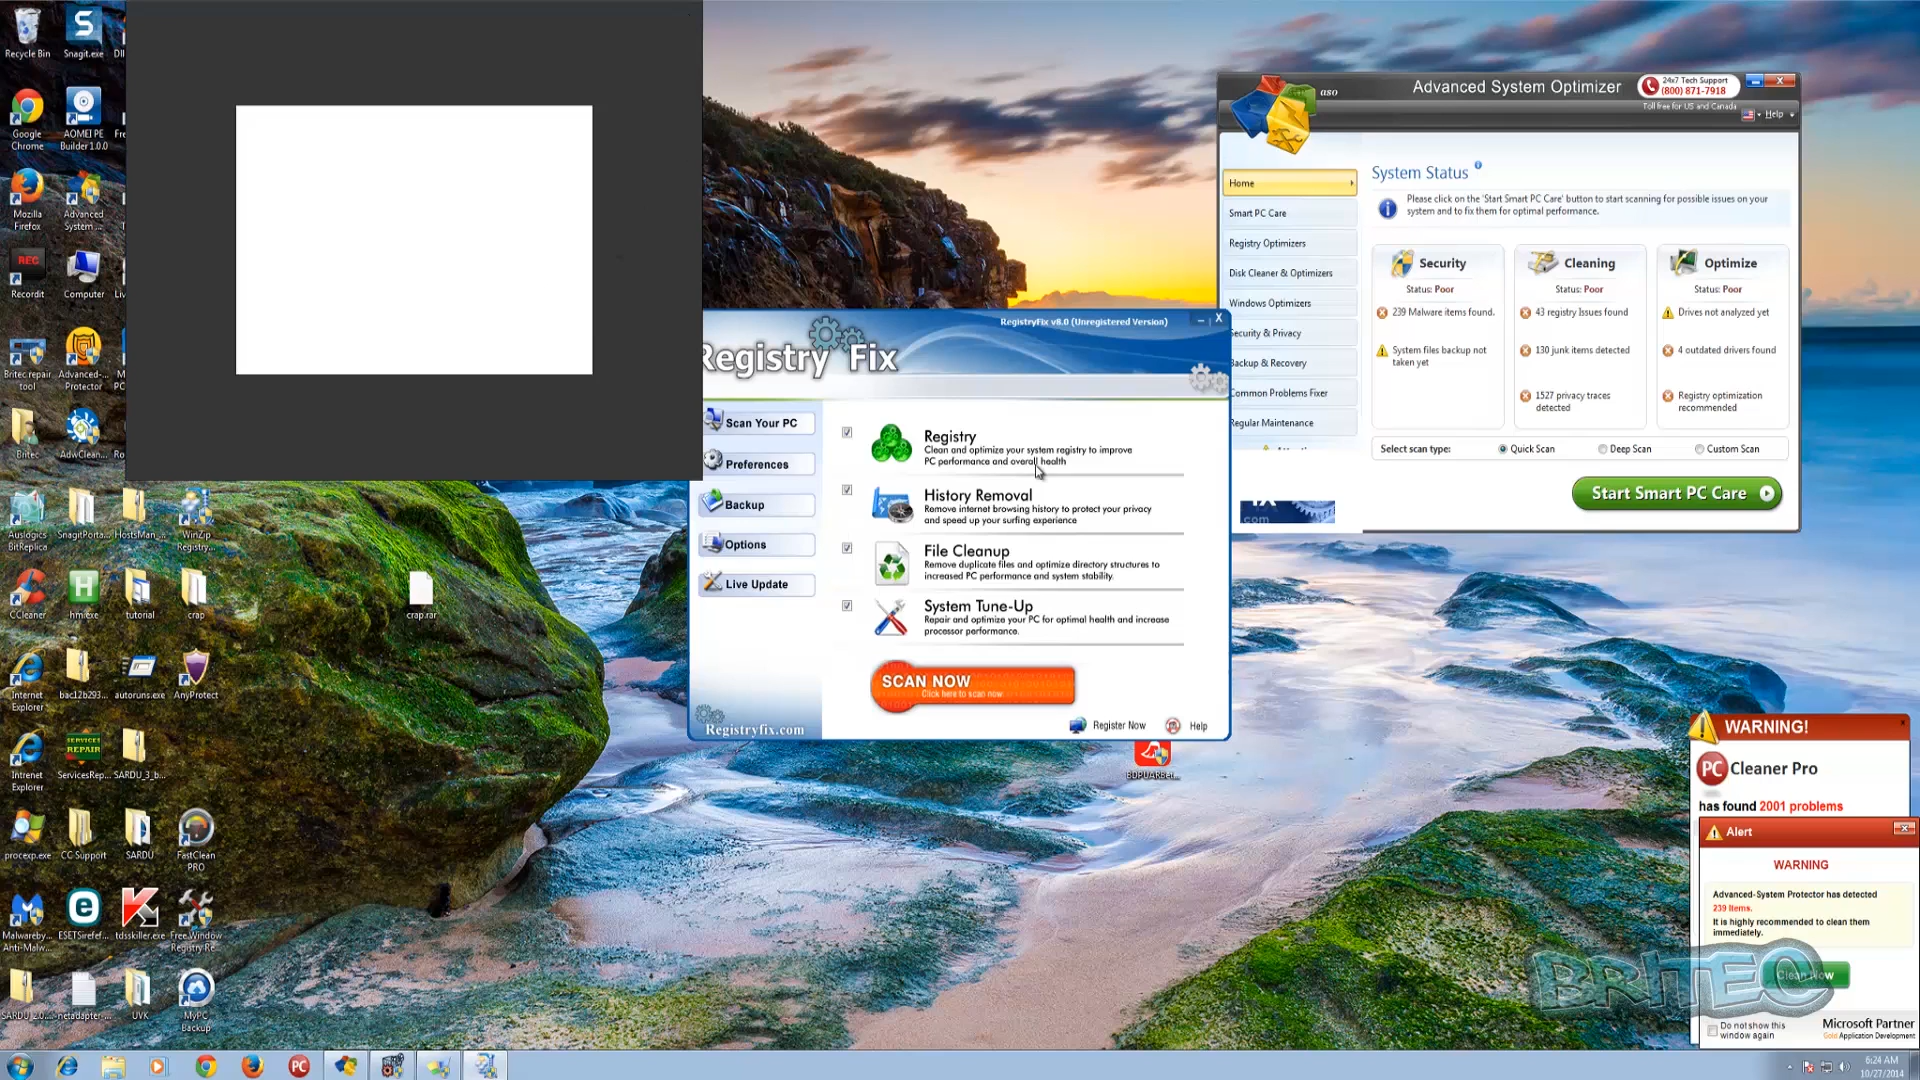 Recycle Bin
Snagit.exe
Google
Chrome
AOMEI PE
Builder 1.0.0
Mozilla
Firefox
Advanced
System ...
REC
Recordit
Computer
Britec repair
tool
Advanced-...
Protector
Britec
AdwClean...
Auslogics
BitReplica
SnagitPorta...
HostsMan_...
WinZip
Registry...
CCleaner
hm.exe
tutorial
crap
crap.rar
Internet
Explorer
bac12b293...
autoruns.exe
AnyProtect
Intrenet
Explorer
SERVICES
REPAIR
ServicesRep...
SARDU_3_b...
procexp.exe
CC Support
SARDU
FastClean
PRO
Malwareby...
Anti-Malw...
ESETSirefef...
tdsskiller.exe
Free Window
Registry Re...
SARDU_2.0....
netadapter-...
UVK
MyPC
Backup
RegistryFix v8.0 (Unregistered Version)
Registry Fix
Scan Your PC
Preferences
Backup
Options
Live Update
Registryfix.com
Registry
Clean and optimize your system registry to improve
PC performance and overall health
History Removal
Remove internet browsing history to protect your privacy
and speed up your surfing experience
File Cleanup
Remove duplicate files and optimize directory structures to
increased PC performance and system stability.
System Tune-Up
Repair and optimize your PC for optimal health and increase
processor performance.
SCAN NOW
Click here to scan now
Register Now
Help
aso
Advanced System Optimizer
24x7 Tech Support
(800) 871-7918
Toll free for US and Canada
Help
Home
Smart PC Care
Registry Optimizers
Disk Cleaner & Optimizers
Windows Optimizers
Security & Privacy
Backup & Recovery
Common Problems Fixer
Regular Maintenance
System Status
Please click on the 'Start Smart PC Care' button to start scanning for possible issues on your
system and to fix them for optimal performance.
Security
Status: Poor
239 Malware items found.
System files backup not
taken yet
Cleaning
Status: Poor
43 registry Issues found
130 junk items detected
1527 privacy traces
detected
Optimize
Status: Poor
Drives not analyzed yet
4 outdated drivers found
Registry optimization
recommended
Select scan type:
Quick Scan
Deep Scan
Custom Scan
Start Smart PC Care
WARNING!
PC Cleaner Pro
has found 2001 problems
Alert
WARNING
Advanced-System Protector has detected
239 Items.
It is highly recommended to clean them
immediately.
Clean Now
BRITEC
Do not show this
window again
Microsoft Partner
Gold Application Development
PC
6:24 AM
10/27/2014